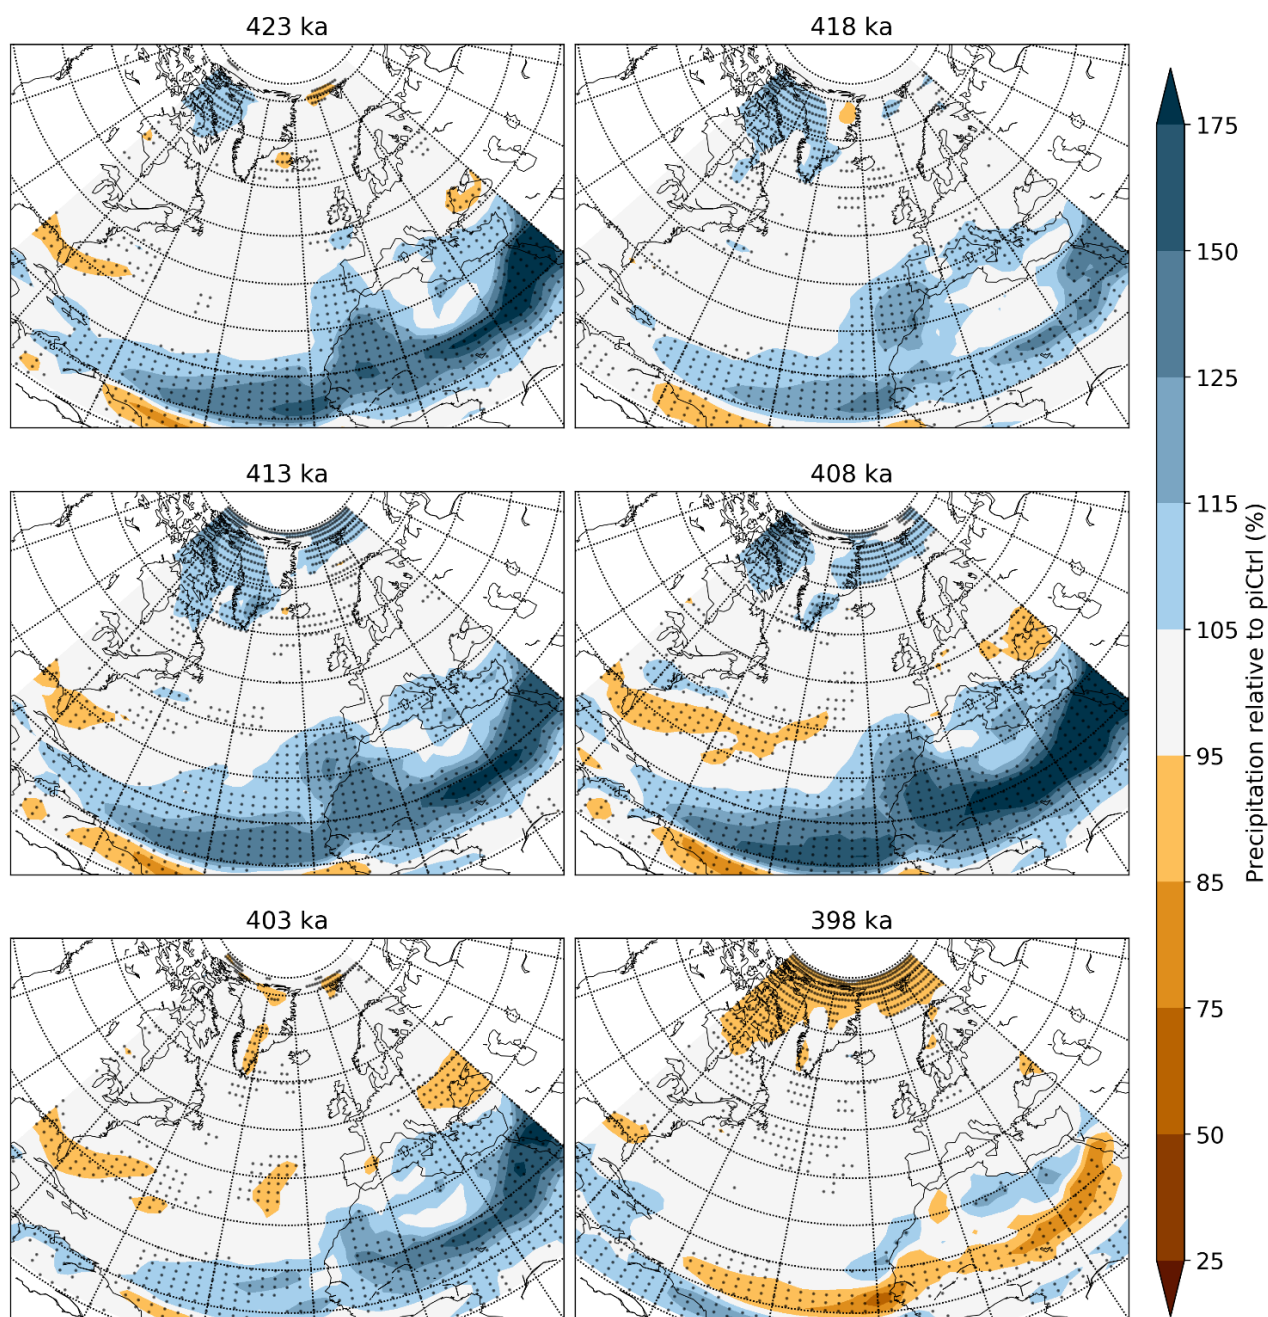 423 ka
418 ka
413 ka
408 ka
403 ka
398 ka
175
150
125
115
105
95
85
75
50
25
Precipitation relative to piCtrl (%)